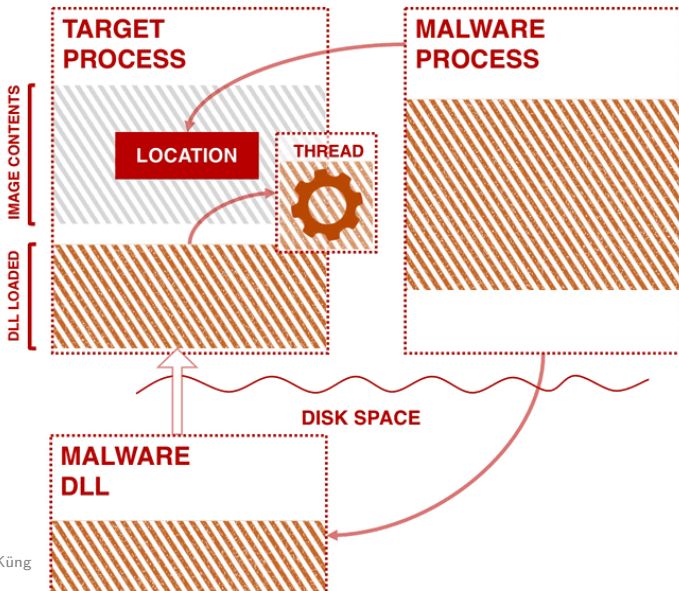 TARGET
PROCESS
MALWARE
PROCESS
IMAGE CONTENTS
LOCATION
THREAD
DLL LOADED
DISK SPACE
MALWARE
DLL
Küng